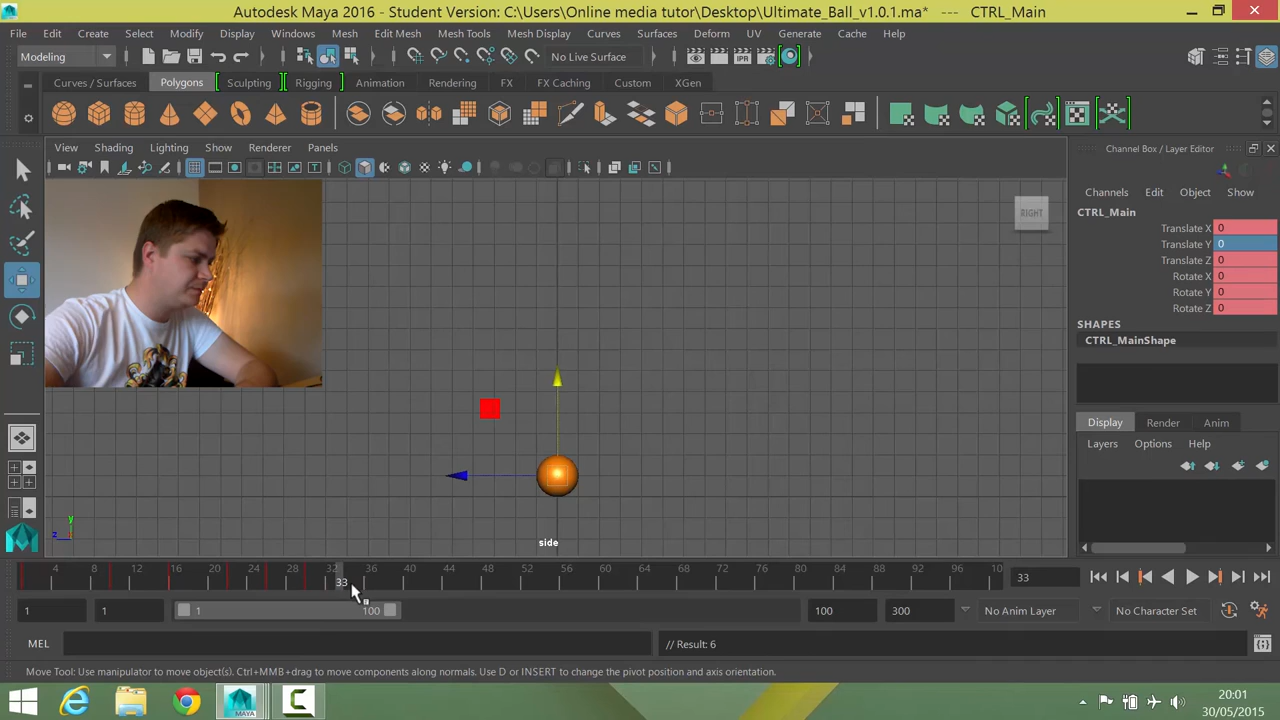 Autodesk Maya 2016 - Student Version: C:\Users\Online media tutor\Desktop\Ultimate_Ball_v1.0.1.ma* --- CTRL_Main
File Edit Create Select Modify Display Windows Mesh Edit Mesh Mesh Tools Mesh Display Curves Surfaces Deform UV Generate Cache Help
Modeling No Live Surface IPR
Curves / Surfaces Polygons Sculpting Rigging Animation Rendering FX FX Caching Custom XGen
View Shading Lighting Show Renderer Panels
Channel Box / Layer Editor
Channels Edit Object Show
CTRL_Main
Translate X 0
Translate Y 0
Translate Z 0
Rotate X 0
Rotate Y 0
Rotate Z 0
SHAPES
CTRL_MainShape
RIGHT
Display Render Anim
Layers Options Help
y
z
side
4 8 12 16 20 24 28 32 36 40 44 48 52 56 60 64 68 72 76 80 84 88 92 96 10
33
33
1 1 1 100 100 300 No Anim Layer No Character Set
MEL // Result: 6
Move Tool: Use manipulator to move object(s). Ctrl+MMB+drag to move components along normals. Use D or INSERT to change the pivot position and axis orientation.
MAYA
20:01
30/05/2015